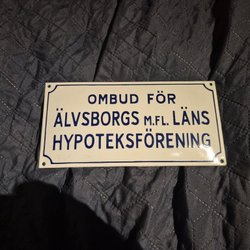 OMBUD FÖR
ÄLVSBORGS M.FL. LÄNS
HYPOTEKSFÖRENING